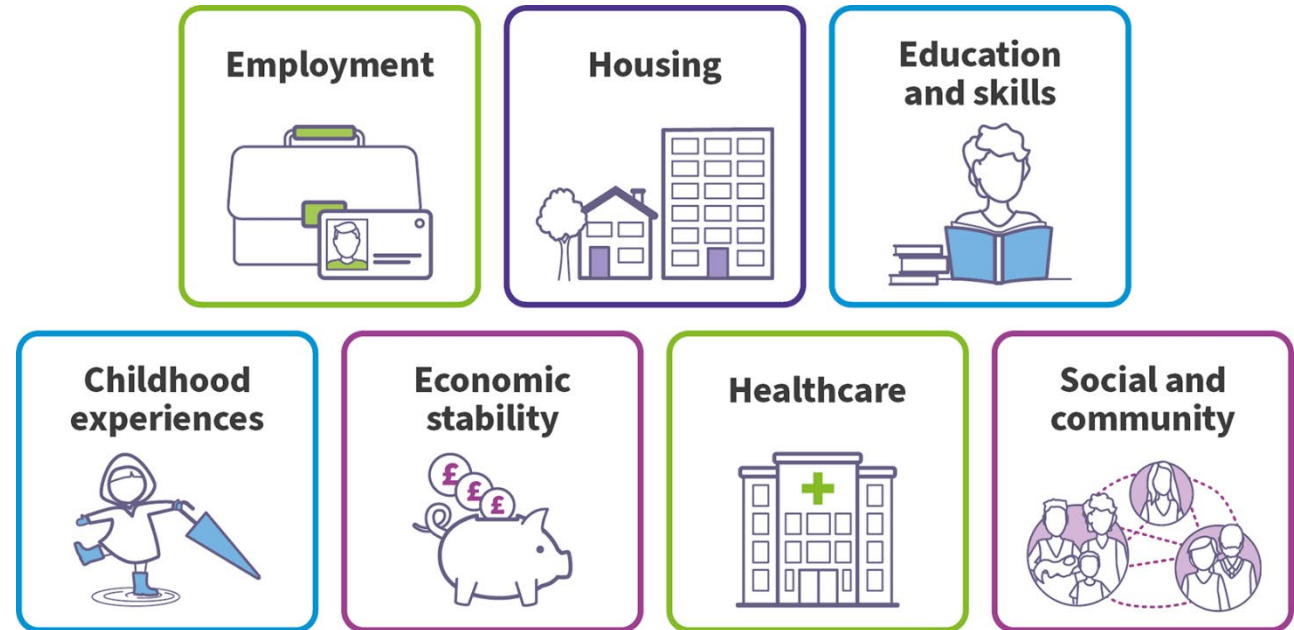 Employment
Housing
Education
and skills
Childhood
experiences
Economic
stability
Healthcare
Social and
community
£
£
£